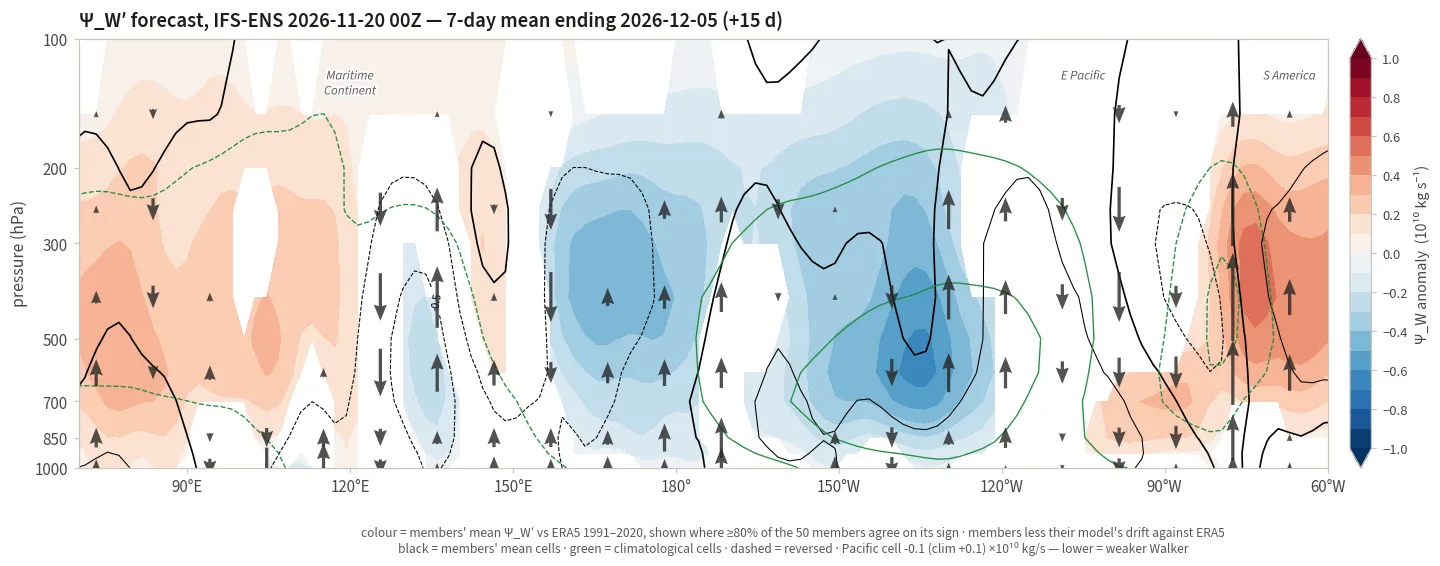 Ψ_W′ forecast, IFS-ENS 2026-11-20 00Z — 7-day mean ending 2026-12-05 (+15 d)
Maritime
Continent
E Pacific
S America
pressure (hPa)
100
200
300
500
700
850
1000
-0.5
90°E
120°E
150°E
180°
150°W
120°W
90°W
60°W
1.0
0.8
0.6
0.4
0.2
0.0
−0.2
−0.4
−0.6
−0.8
−1.0
Ψ_W anomaly (10¹⁰ kg s⁻¹)
colour = members' mean Ψ_W′ vs ERA5 1991–2020, shown where ≥80% of the 50 members agree on its sign · members less their model's drift against ERA5
black = members' mean cells · green = climatological cells · dashed = reversed · Pacific cell -0.1 (clim +0.1) ×10¹⁰ kg/s — lower = weaker Walker